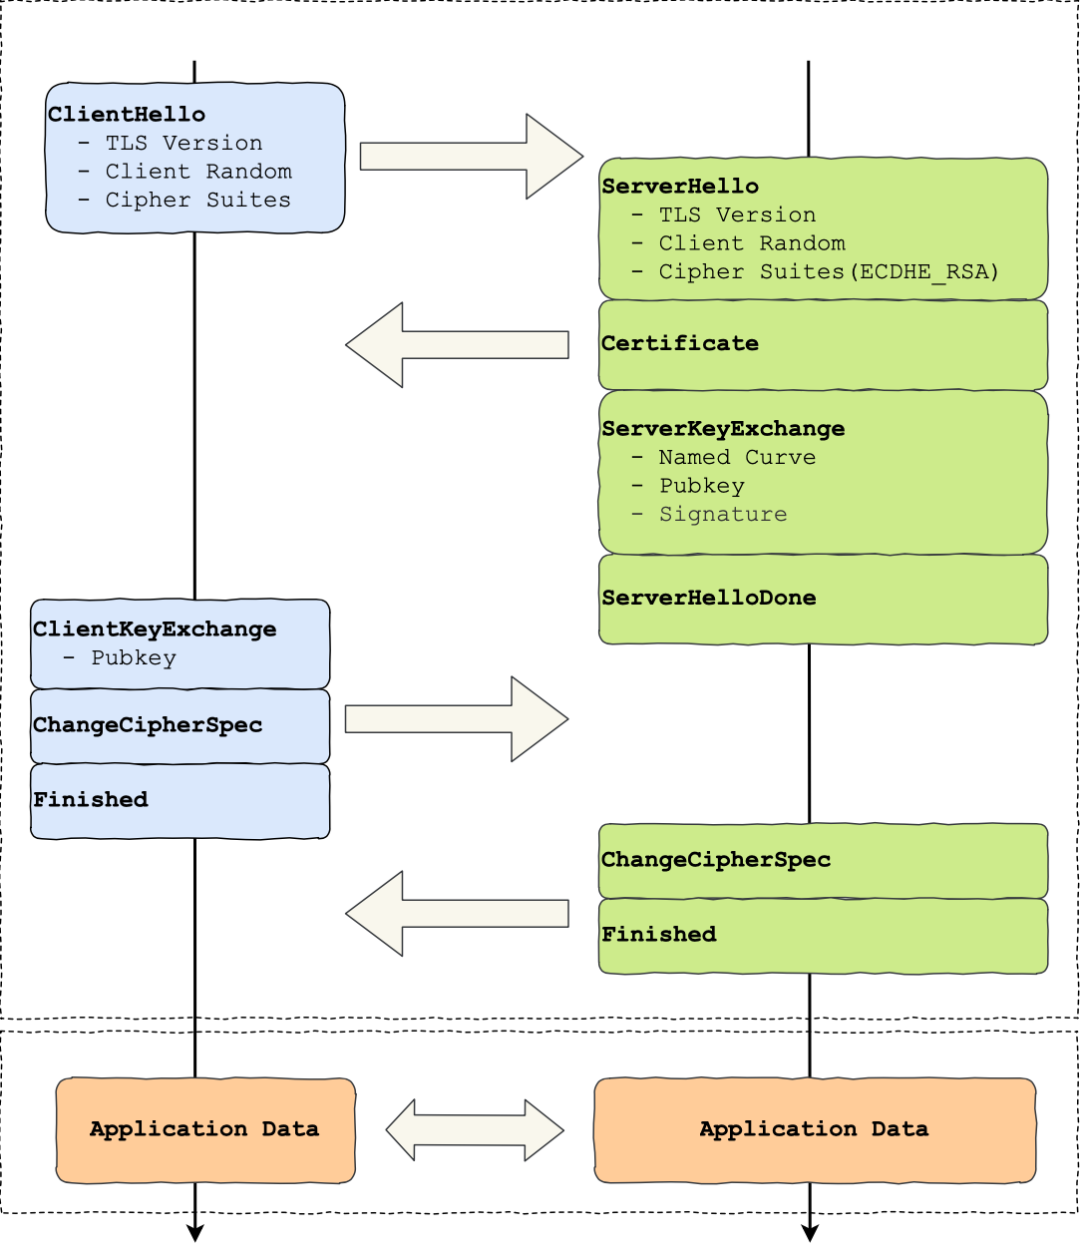 ClientHello
- TLS Version
- Client Random
- Cipher Suites
ServerHello
- TLS Version
- Client Random
- Cipher Suites(ECDHE_RSA)
Certificate
ServerKeyExchange
- Named Curve
- Pubkey
- Signature
ServerHelloDone
ClientKeyExchange
- Pubkey
ChangeCipherSpec
Finished
ChangeCipherSpec
Finished
Application Data
Application Data